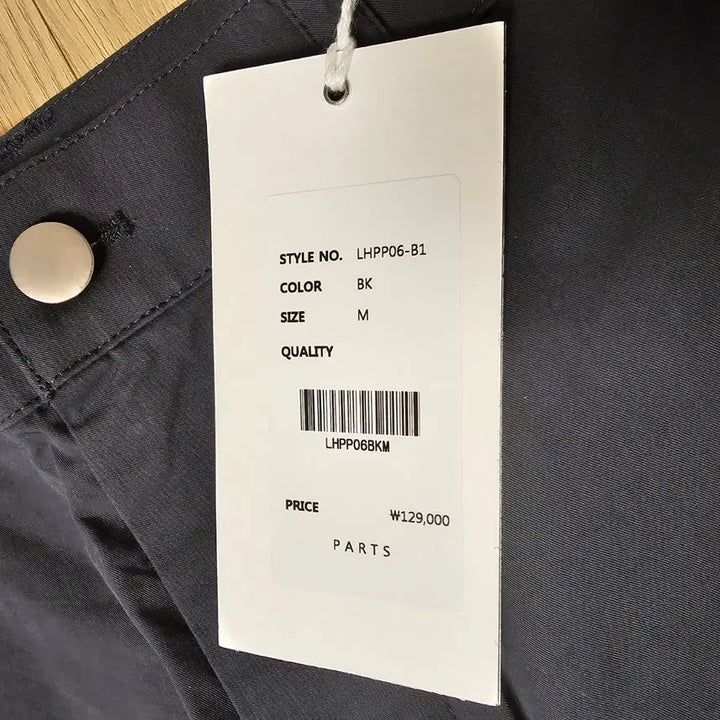 STYLE NO. LHPP06-B1
COLOR BK
SIZE M
QUALITY
LHPP06BKM
PRICE ₩129,000
PARTS